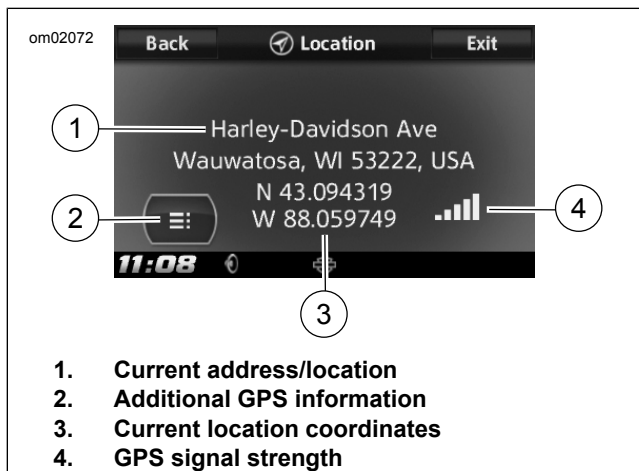 om02072
Back Location Exit
1 Harley-Davidson Ave
Wauwatosa, WI 53222, USA
N 43.094319
2 W 88.059749 4
11:08
3
1. Current address/location
2. Additional GPS information
3. Current location coordinates
4. GPS signal strength